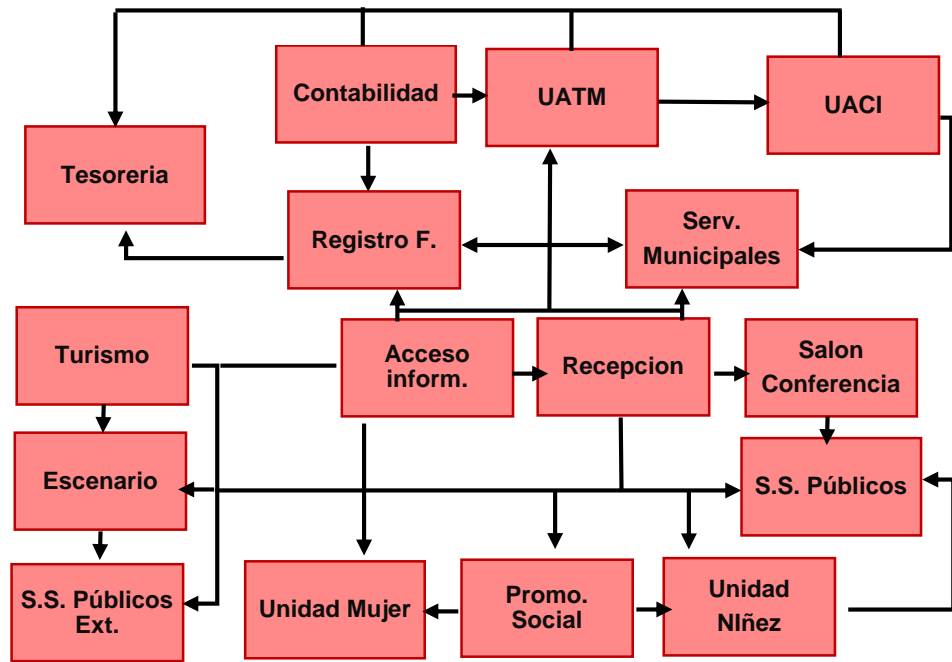 Contabilidad
UATM
UACI
Tesoreria
Registro F.
Serv.
Municipales
Turismo
Acceso
inform.
Recepcion
Salon
Conferencia
Escenario
S.S. Públicos
S.S. Públicos
Ext.
Unidad Mujer
Promo.
Social
Unidad
NIñez